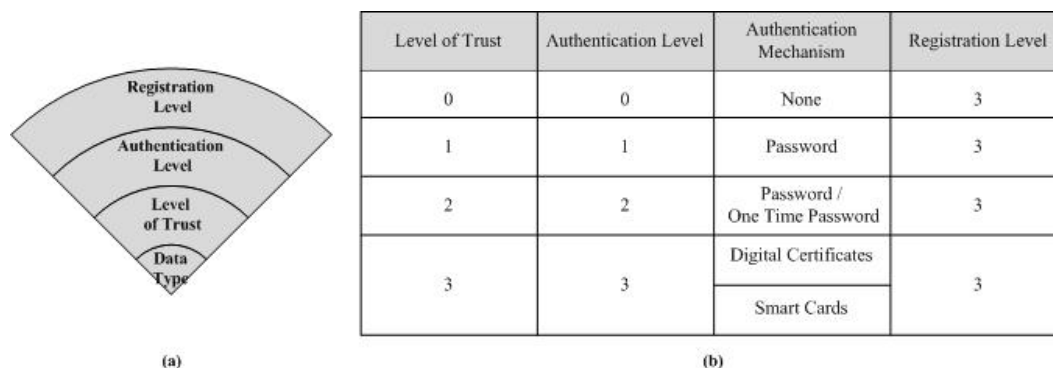 Registration
Level
Authentication
Level
Level
of Trust
Data
Type
(a)
Level of Trust
Authentication Level
Authentication
Mechanism
Registration Level
0
0
None
3
1
1
Password
3
2
2
Password /
One Time Password
3
3
3
Digital Certificates
Smart Cards
3
(b)